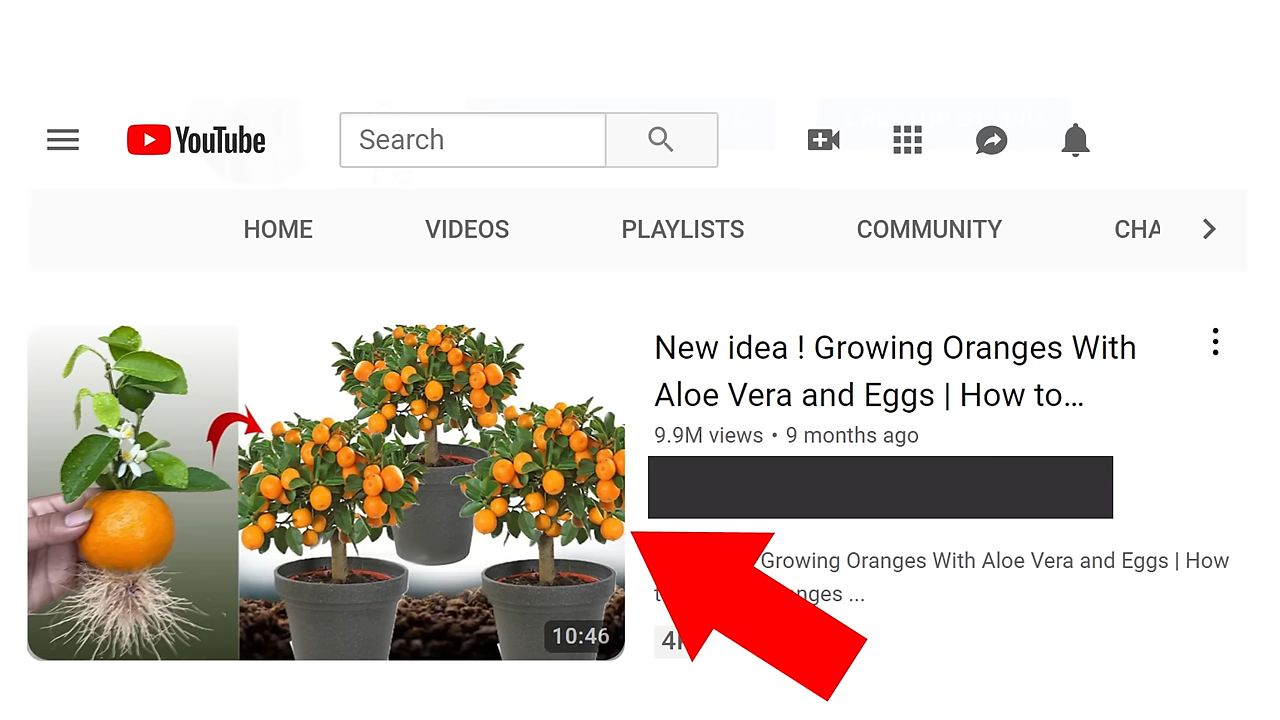 YouTube
Search
HOME VIDEOS PLAYLISTS COMMUNITY CHA
New idea ! Growing Oranges With
Aloe Vera and Eggs | How to…
9.9M views • 9 months ago
Growing Oranges With Aloe Vera and Eggs | How
...
10:46